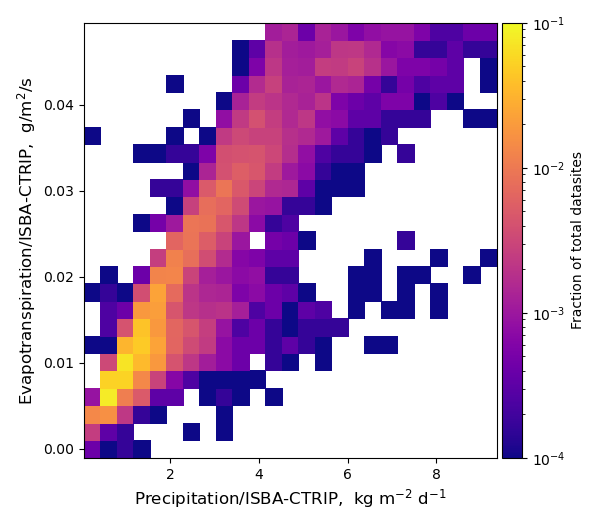 10⁻¹
0.04
10⁻²
0.03
0.02
10⁻³
0.01
0.00
10⁻⁴
2 4 6 8
Evapotranspiration/ISBA-CTRIP, g/m²/s
Fraction of total datasites
Precipitation/ISBA-CTRIP, kg m⁻² d⁻¹